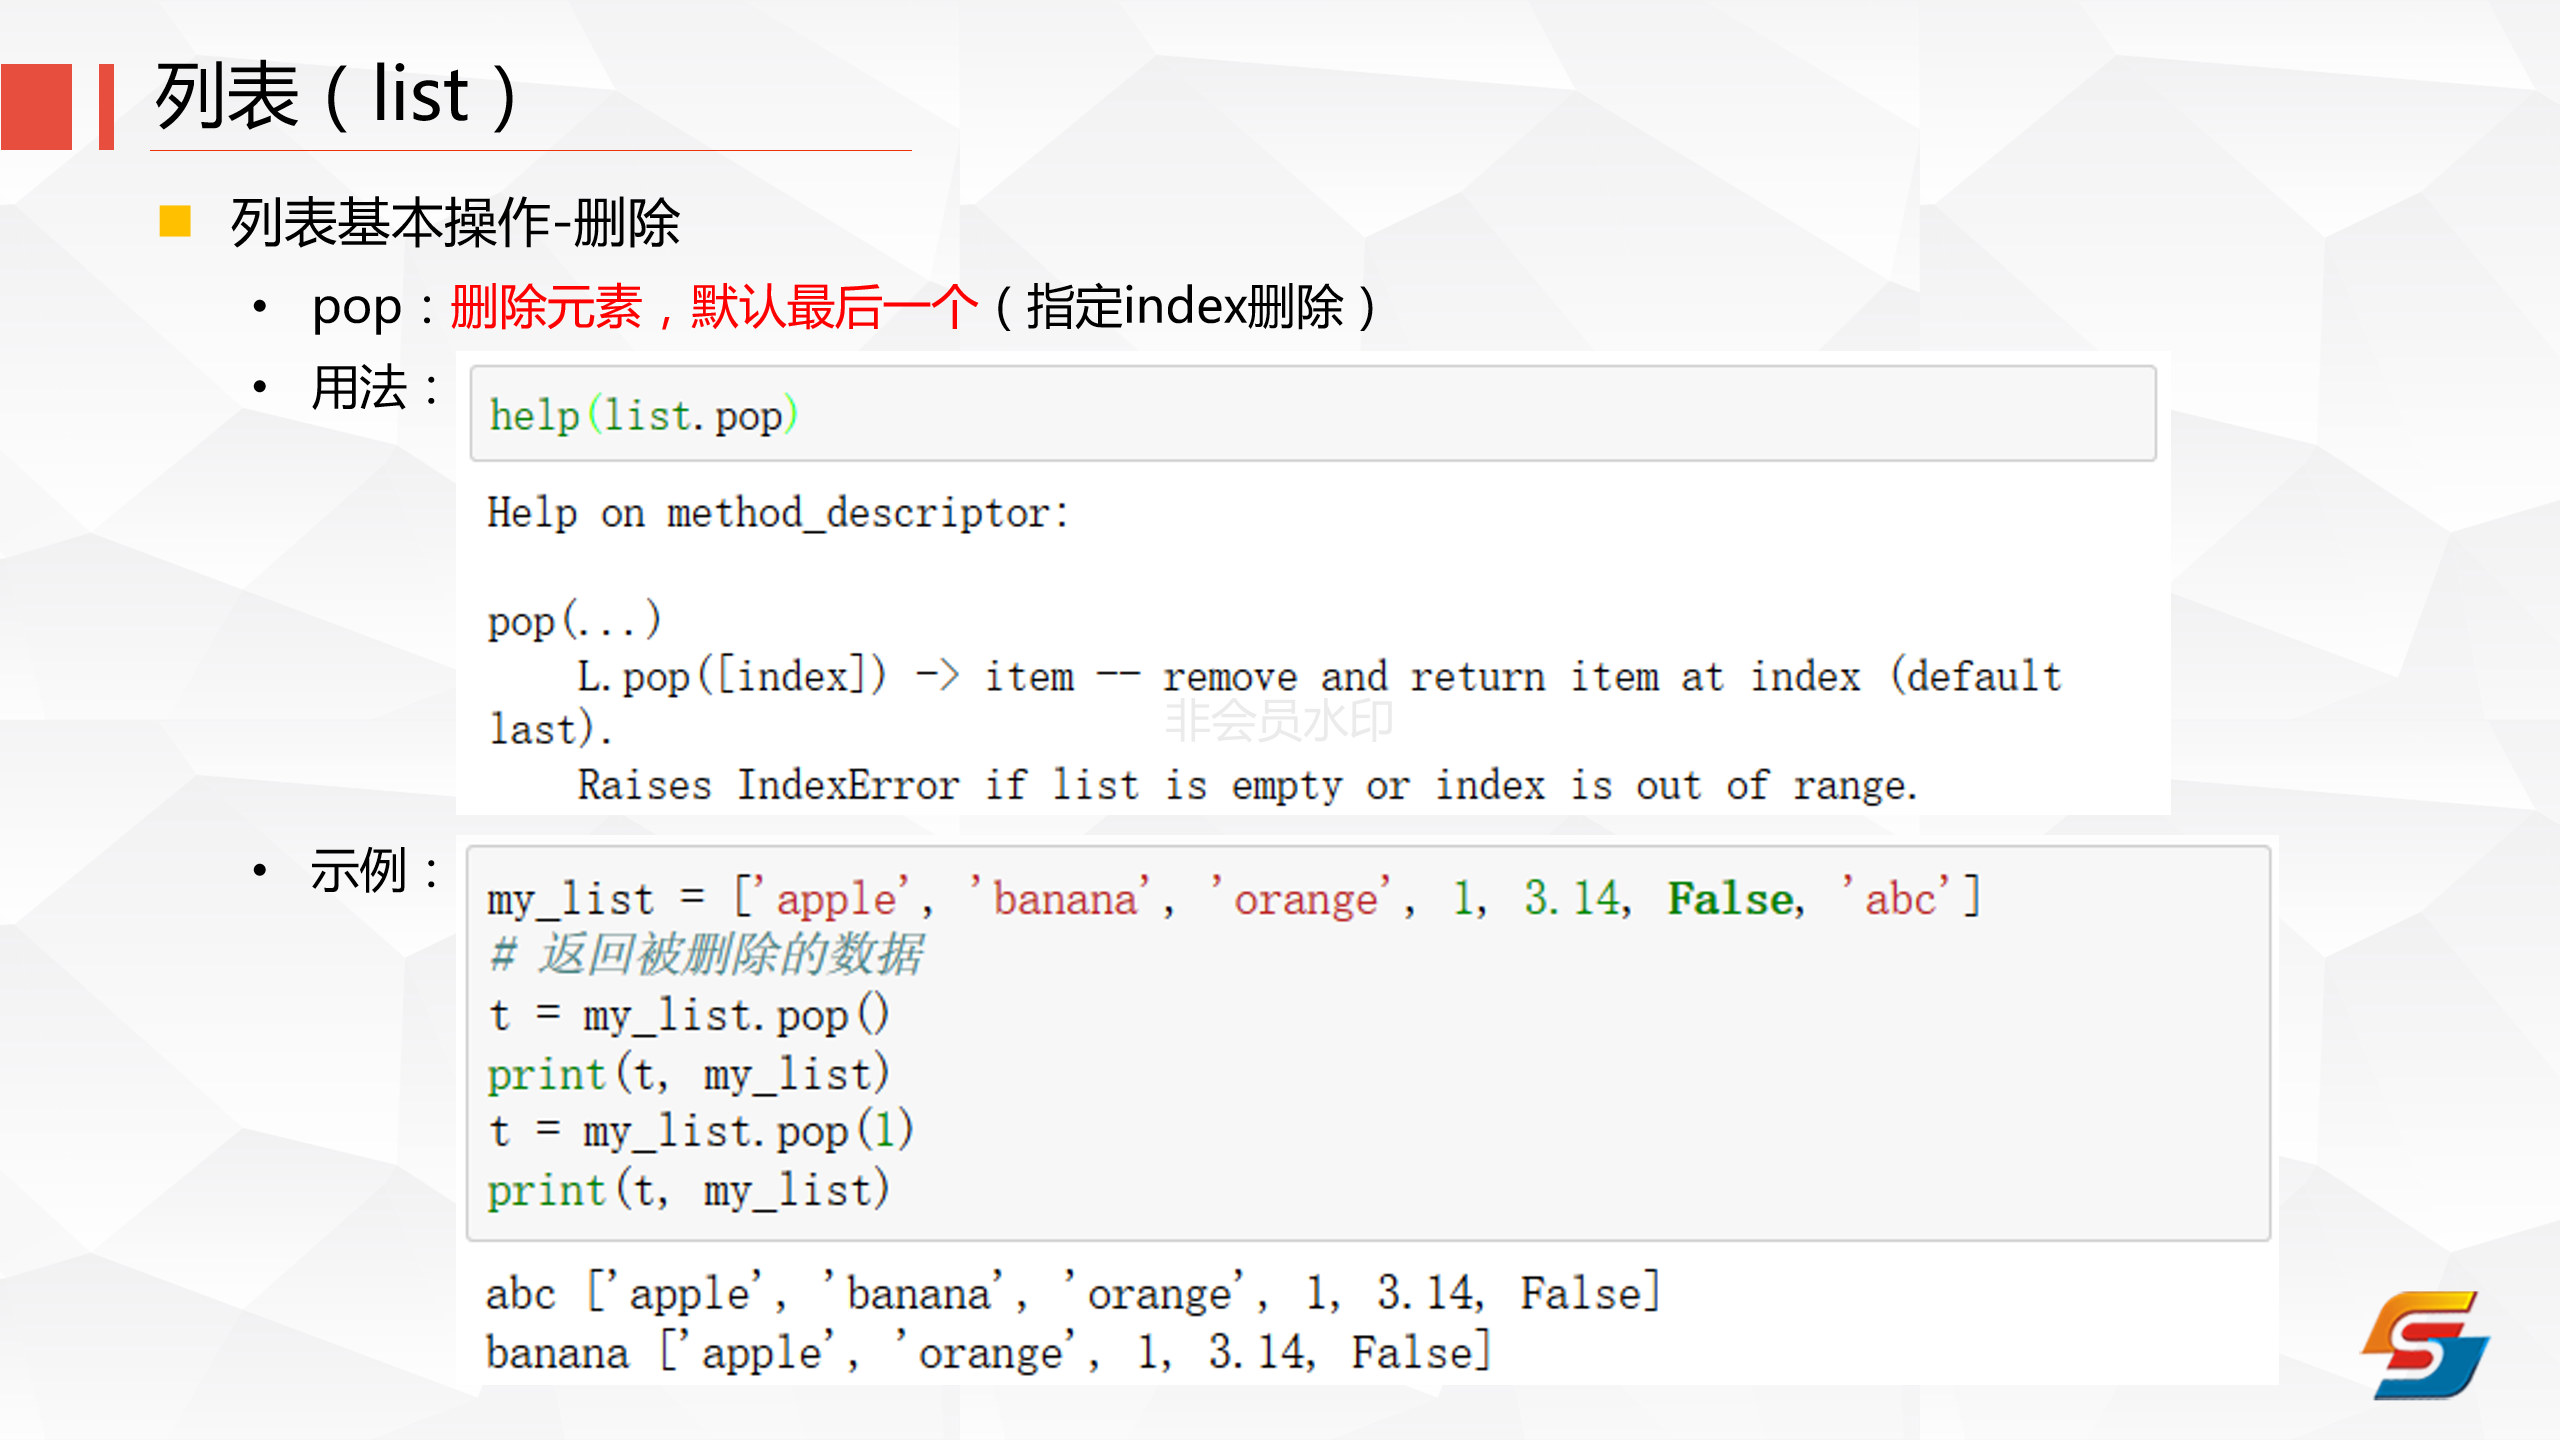 列表（list）
列表基本操作-删除
• pop：删除元素，默认最后一个（指定index删除）
• 用法：
help(list.pop)
Help on method_descriptor:
pop(...)
L.pop([index]) -> item -- remove and return item at index (default
last).
非会员水印
Raises IndexError if list is empty or index is out of range.
• 示例：
my_list = ['apple', 'banana', 'orange', 1, 3.14, False, 'abc']
# 返回被删除的数据
t = my_list.pop()
print(t, my_list)
t = my_list.pop(1)
print(t, my_list)
abc ['apple', 'banana', 'orange', 1, 3.14, False]
banana ['apple', 'orange', 1, 3.14, False]